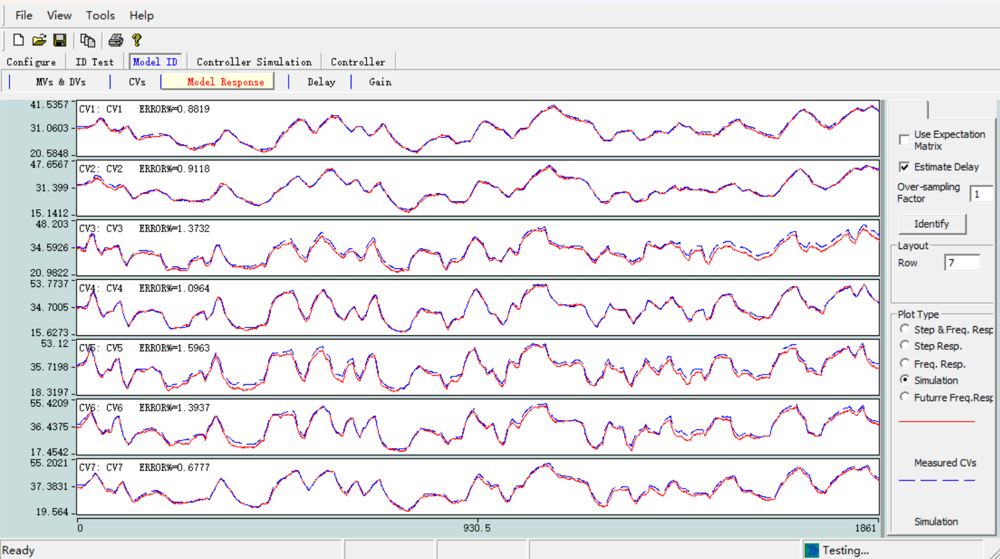 File View Tools Help
Configure ID Test Model ID Controller Simulation Controller
MVs & DVs CVs Model Response Delay Gain
41.5357
CV1: CV1 ERROR%=0.8819
31.0603
20.5848
47.6567
CV2: CV2 ERROR%=0.9118
31.399
15.1412
48.203
CV3: CV3 ERROR%=1.3732
34.5926
20.9822
53.7737
CV4: CV4 ERROR%=1.0964
34.7005
15.6273
53.12
CV5: CV5 ERROR%=1.5963
35.7198
18.3197
55.4209
CV6: CV6 ERROR%=1.3937
36.4375
17.4542
55.2021
CV7: CV7 ERROR%=0.6777
37.3831
19.564
0 930.5 1861
Use Expectation
Matrix
Estimate Delay
Over-sampling
Factor
1
Identify
Layout
Row 7
Plot Type
Step & Freq. Resp
Step Resp.
Freq. Resp.
Simulation
Futurre Freq.Resp
Measured CVs
Simulation
Ready Testing...